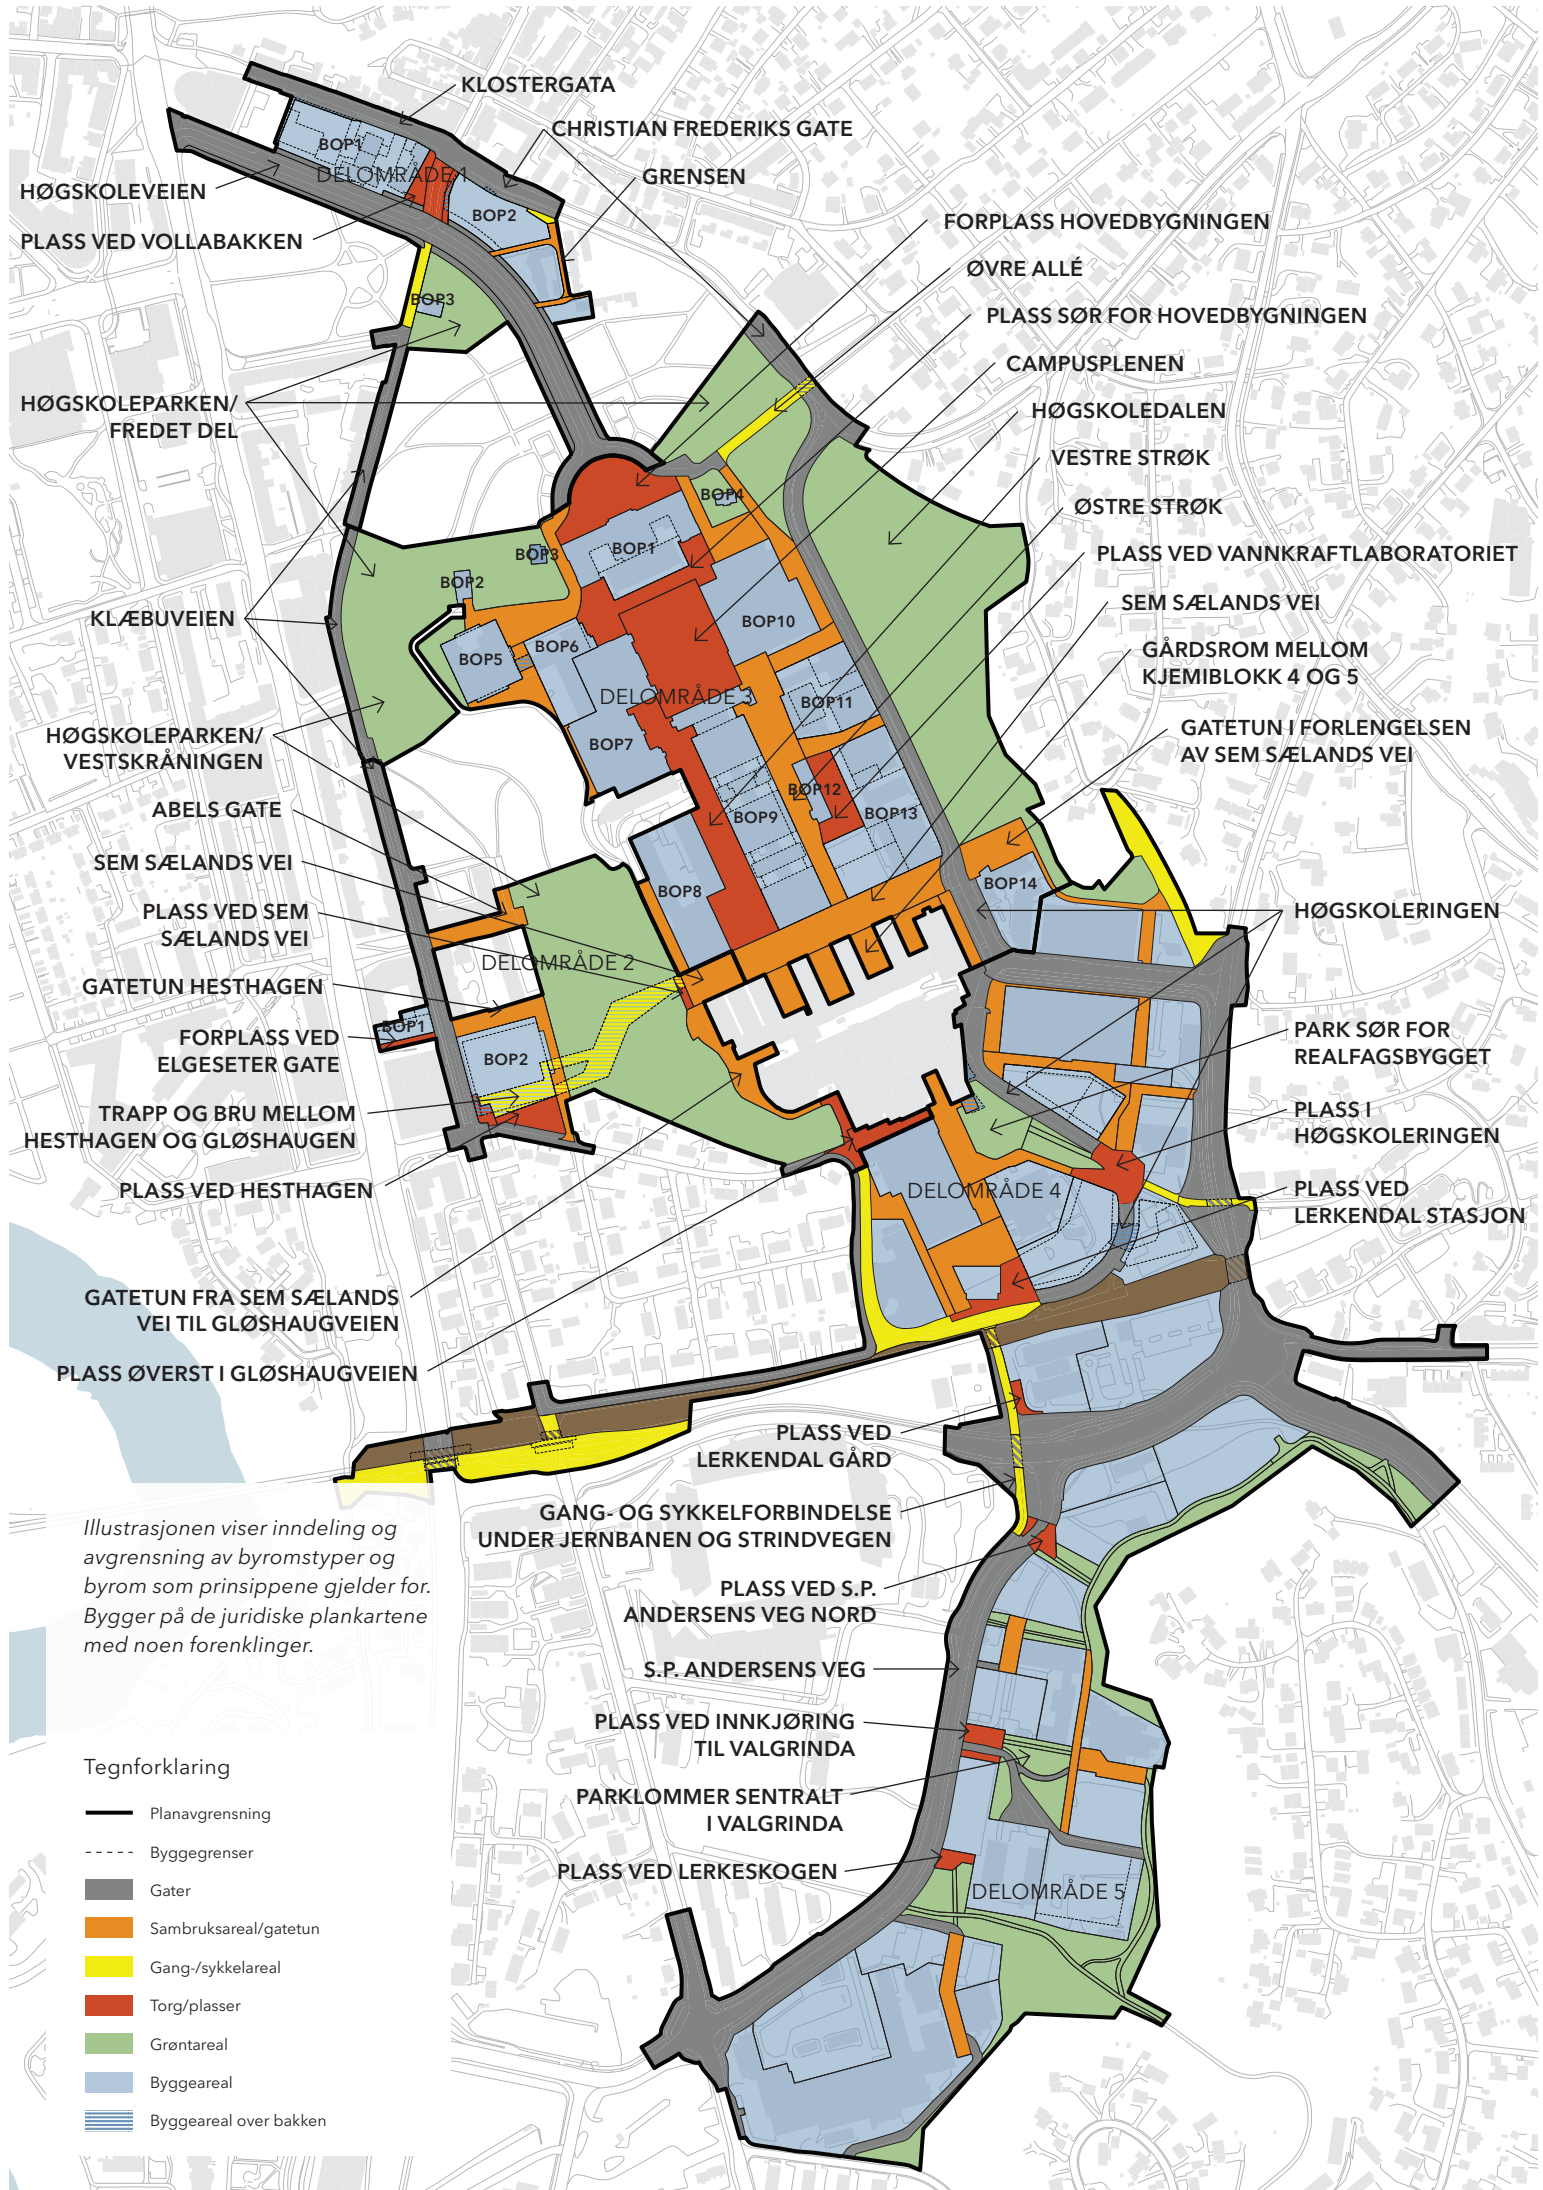 KLOSTERGATA
CHRISTIAN FREDERIKS GATE
BOP1
DELOMRÅDE 1
GRENSEN
HØGSKOLEVEIEN
BOP2
FORPLASS HOVEDBYGNINGEN
PLASS VED VOLLABAKKEN
ØVRE ALLÉ
BOP3
PLASS SØR FOR HOVEDBYGNINGEN
CAMPUSPLENEN
HØGSKOLEPARKEN/
FREDET DEL
HØGSKOLEDALEN
VESTRE STRØK
BOP4
ØSTRE STRØK
BOP1
BOP3
PLASS VED VANNKRAFTLABORATORIET
BOP2
SEM SÆLANDS VEI
KLÆBUVEIEN
BOP10
BOP6
BOP5
GÅRDSROM MELLOM
KJEMIBLOKK 4 OG 5
DELOMRÅDE 3
BOP11
HØGSKOLEPARKEN/
VESTSKRÅNINGEN
BOP7
GATETUN I FORLENGELSEN
AV SEM SÆLANDS VEI
BOP12
ABELS GATE
BOP9
BOP13
SEM SÆLANDS VEI
BOP8
BOP14
PLASS VED SEM
SÆLANDS VEI
HØGSKOLERINGEN
DELOMRÅDE 2
GATETUN HESTHAGEN
BOP1
FORPLASS VED
ELGESETER GATE
PARK SØR FOR
REALFAGSBYGGET
BOP2
TRAPP OG BRU MELLOM
HESTHAGEN OG GLØSHAUGEN
PLASS I
HØGSKOLERINGEN
PLASS VED HESTHAGEN
DELOMRÅDE 4
PLASS VED
LERKENDAL STASJON
GATETUN FRA SEM SÆLANDS
VEI TIL GLØSHAUGVEIEN
PLASS ØVERST I GLØSHAUGVEIEN
PLASS VED
LERKENDAL GÅRD
GANG- OG SYKKELFORBINDELSE
UNDER JERNBANEN OG STRINDVEGEN
Illustrasjonen viser inndeling og
avgrensning av byromstyper og
byrom som prinsippene gjelder for.
Bygger på de juridiske plankartene
med noen forenklinger.
PLASS VED S.P.
ANDERSENS VEG NORD
S.P. ANDERSENS VEG
PLASS VED INNKJØRING
TIL VALGRINDA
PARKLOMMER SENTRALT
I VALGRINDA
PLASS VED LERKESKOGEN
DELOMRÅDE 5
Tegnforklaring
Planavgrensning
Byggegrenser
Gater
Sambruksareal/gatetun
Gang-/sykkelareal
Torg/plasser
Grøntareal
Byggeareal
Byggeareal over bakken